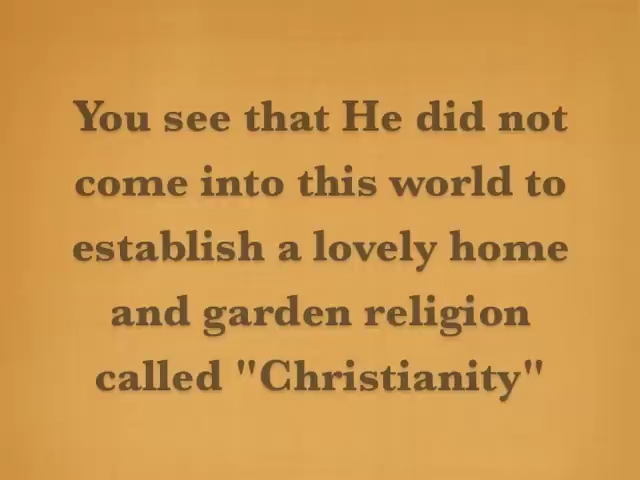 You see that He did not
come into this world to
establish a lovely home
and garden religion
called "Christianity"